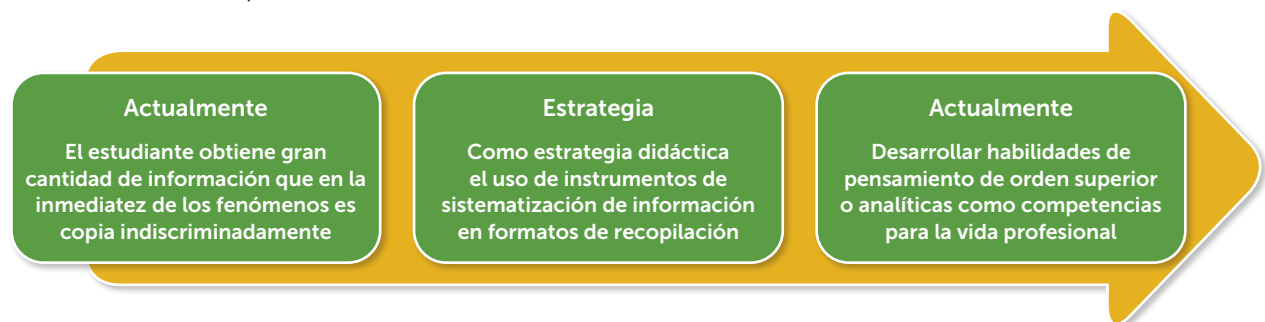 Actualmente
El estudiante obtiene gran
cantidad de información que en la
inmediatez de los fenómenos es
copia indiscriminadamente
Estrategia
Como estrategia didáctica
el uso de instrumentos de
sistematización de información
en formatos de recopilación
Actualmente
Desarrollar habilidades de
pensamiento de orden superior
o analíticas como competencias
para la vida profesional